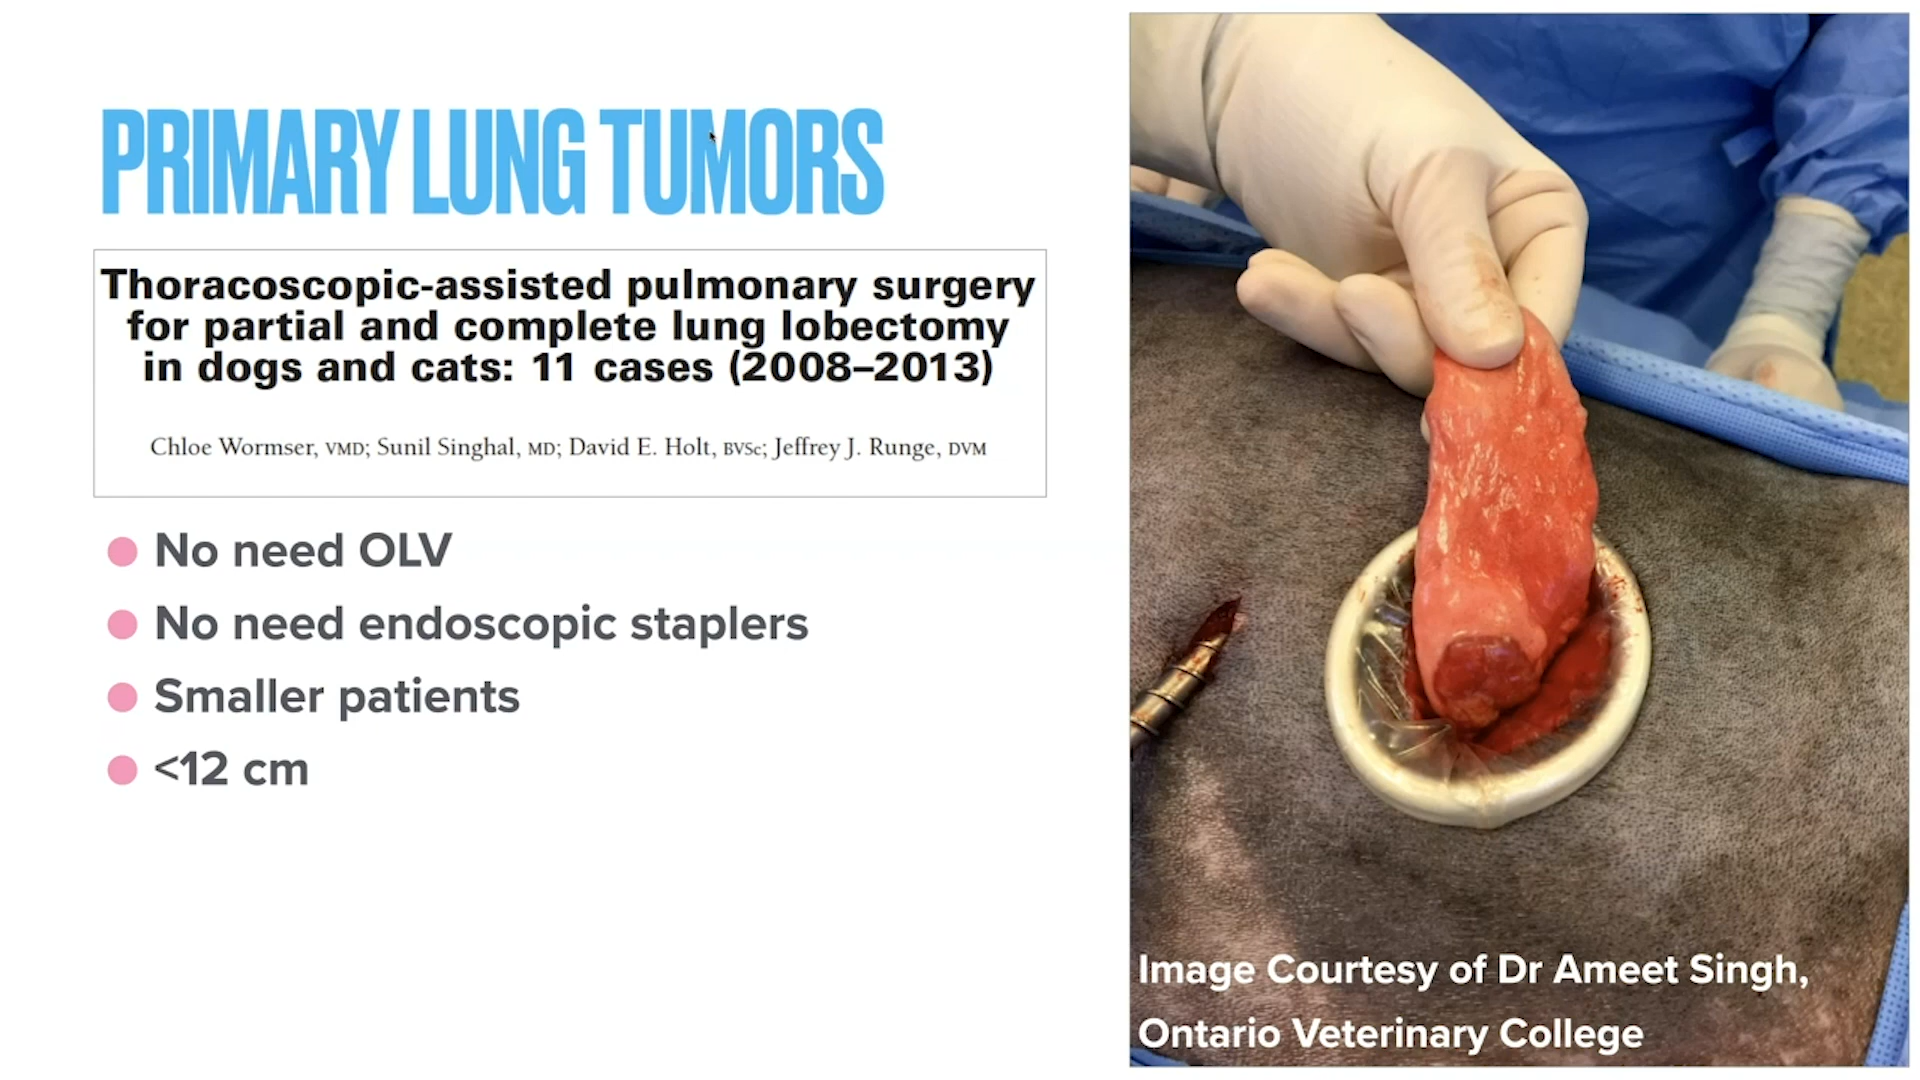 PRIMARY LUNG TUMORS
Thoracoscopic-assisted pulmonary surgery
for partial and complete lung lobectomy
in dogs and cats: 11 cases (2008–2013)
Chloe Wormser, VMD; Sunil Singhal, MD; David E. Holt, BVSc; Jeffrey J. Runge, DVM
No need OLV
No need endoscopic staplers
Smaller patients
<12 cm
Image Courtesy of Dr Ameet Singh,
Ontario Veterinary College